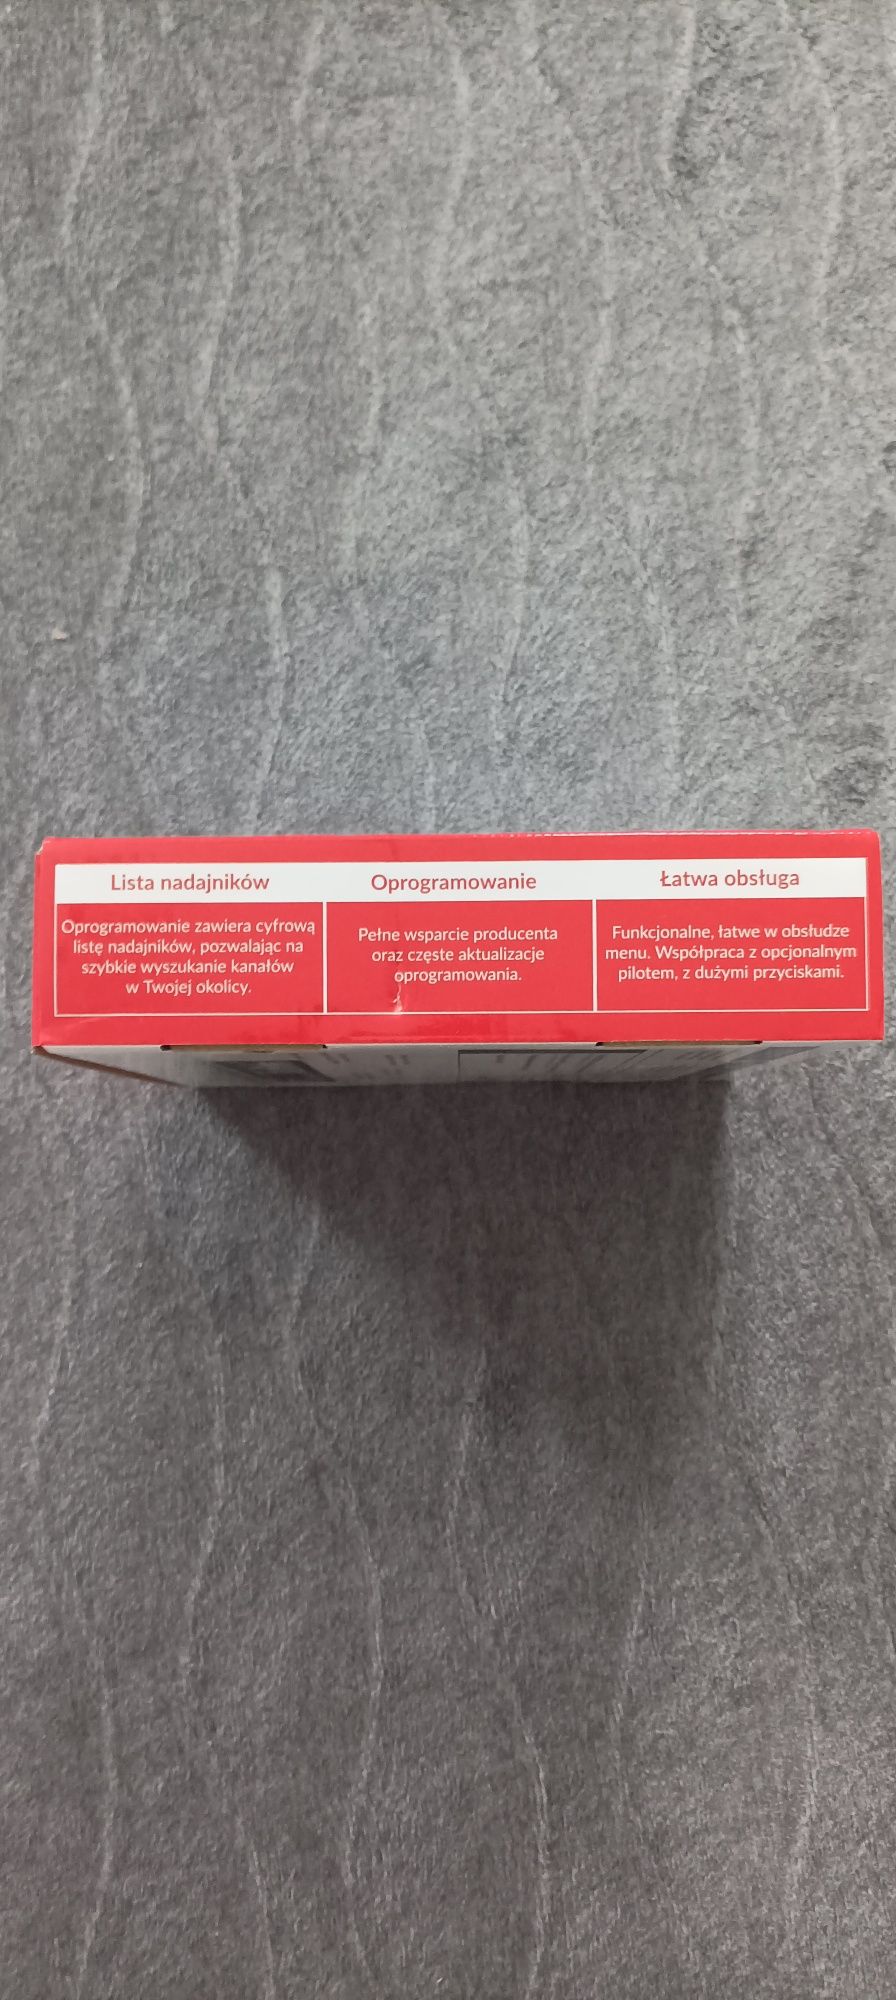 Lista nadajników
Oprogramowanie zawiera cyfrową
listę nadajników, pozwalając na
szybkie wyszukanie kanałów
w Twojej okolicy.
Oprogramowanie
Pełne wsparcie producenta
oraz częste aktualizacje
oprogramowania.
Łatwa obsługa
Funkcjonalne, łatwe w obsłudze
menu. Współpraca z opcjonalnym
pilotem, z dużymi przyciskami.